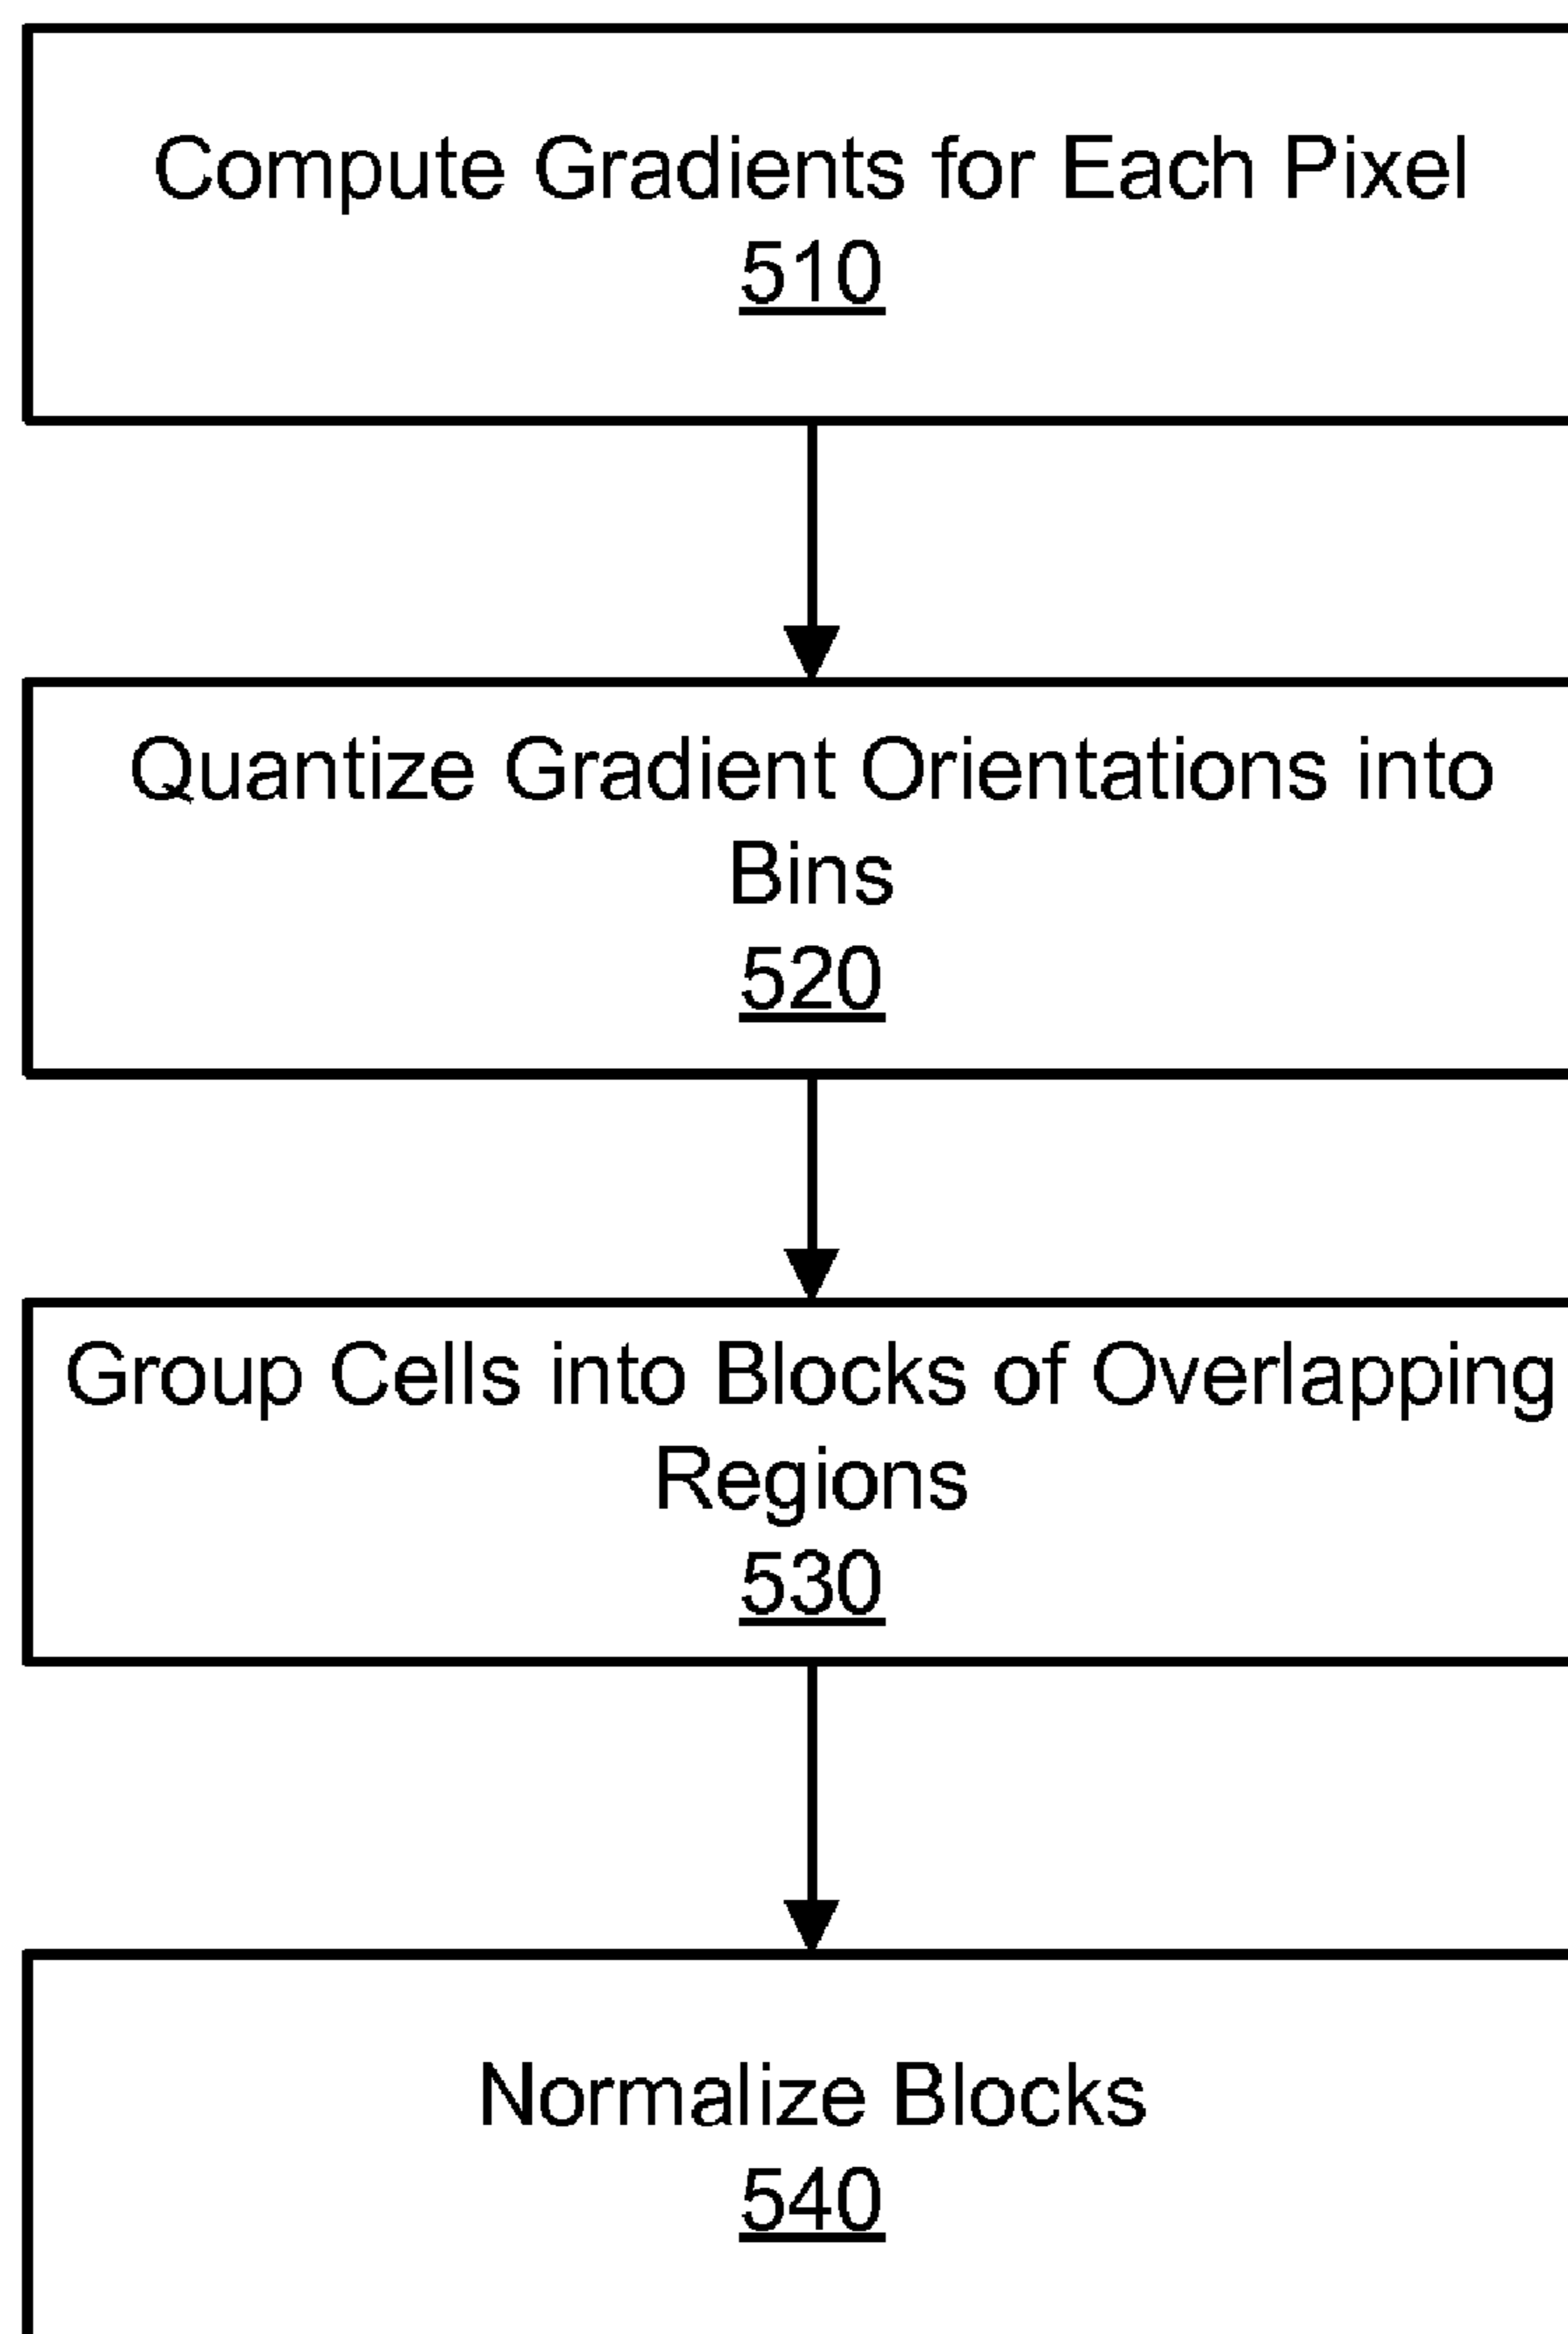 Compute Gradients for Each Pixel
510
Quantize Gradient Orientations into
Bins
520
Group Cells into Blocks of Overlapping
Regions
530
Normalize Blocks
540